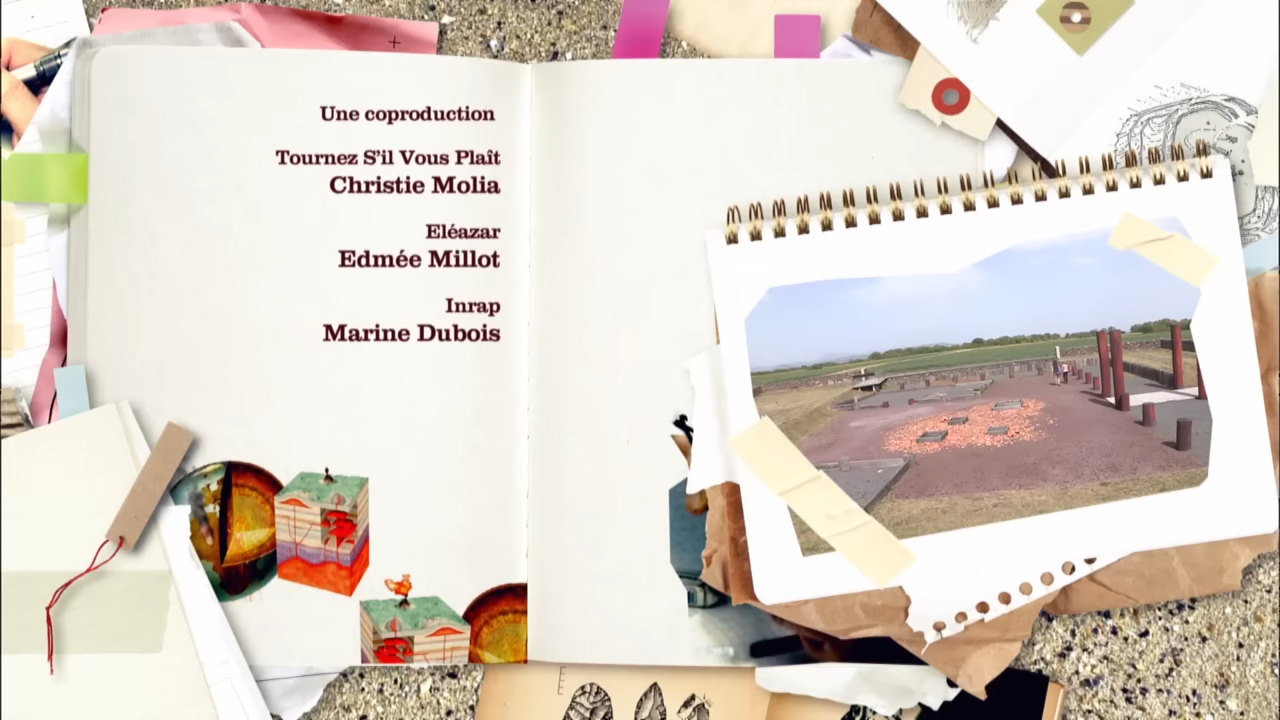 Une coproduction
Tournez S'il Vous Plaît
Christie Molia
Eléazar
Edmée Millot
Inrap
Marine Dubois